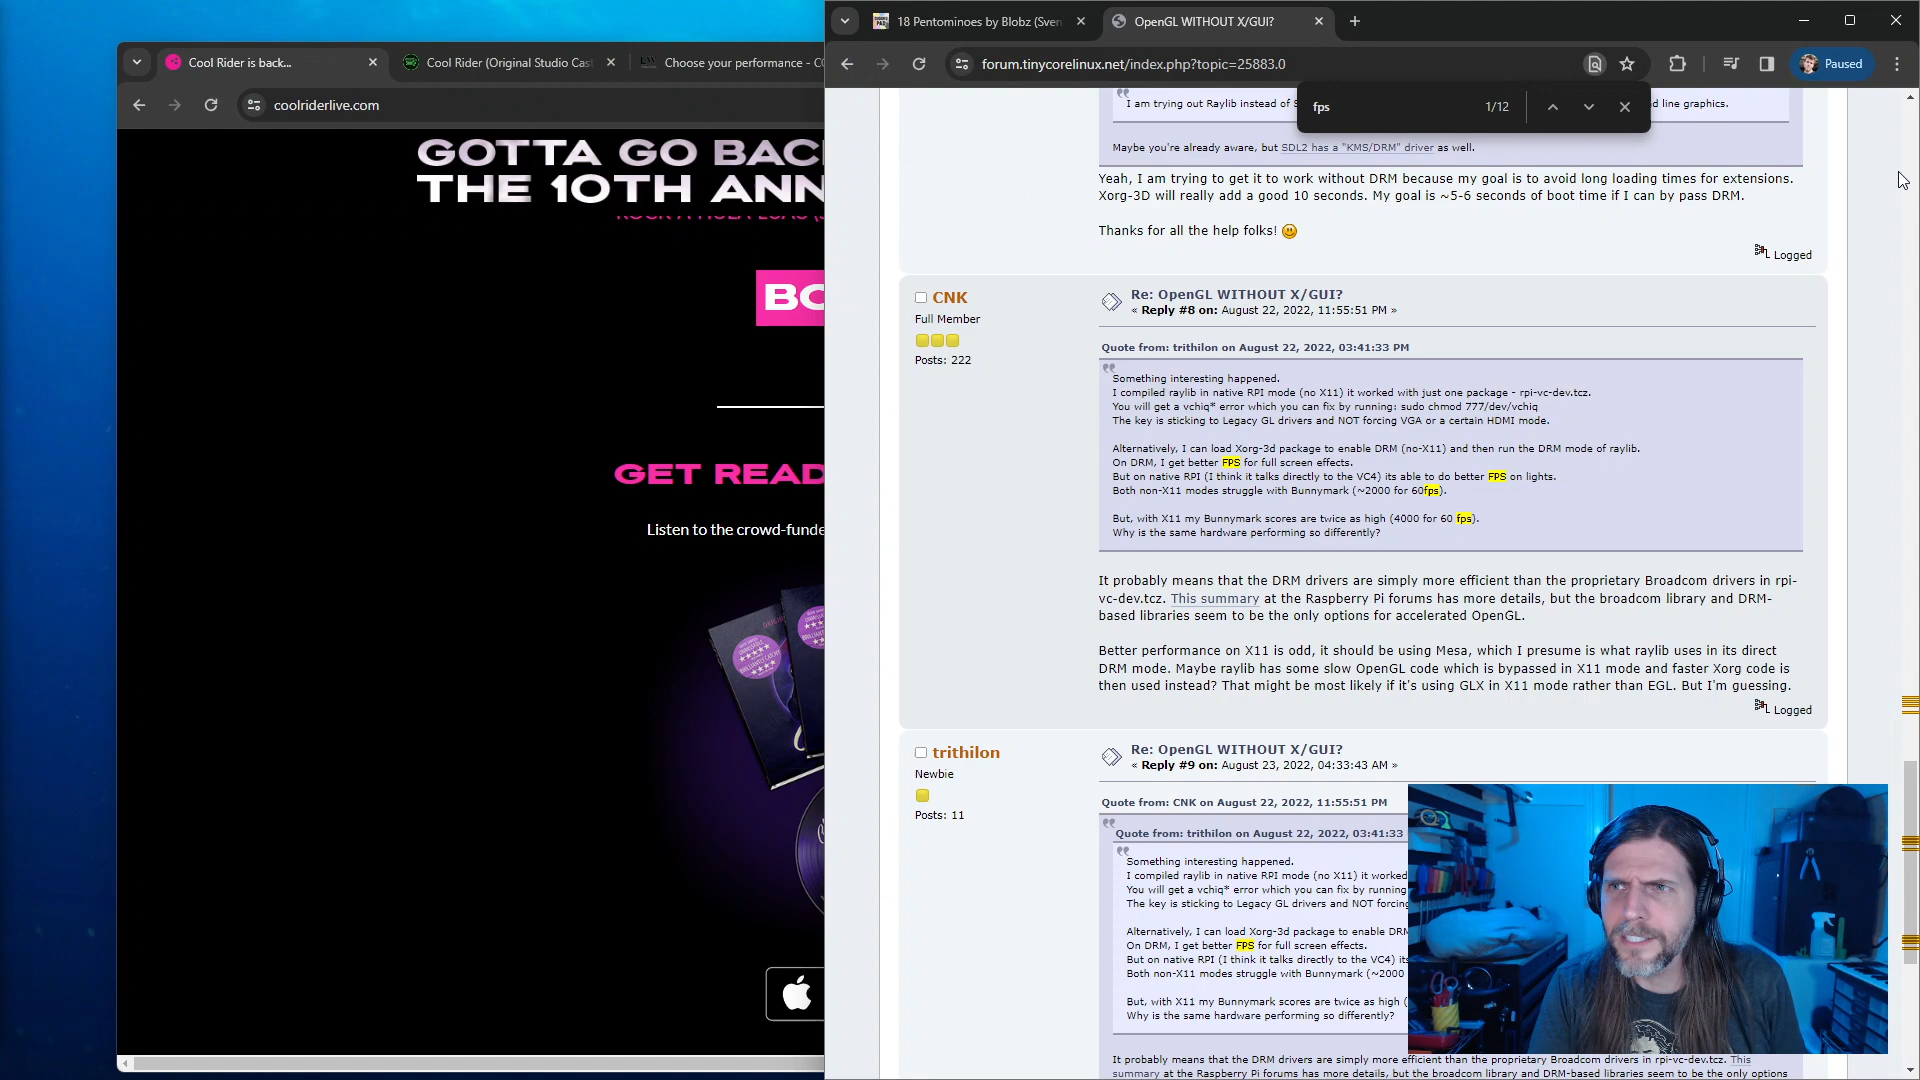 Cool Rider is back...
Cool Rider (Original Studio Cast
Choose your performance - CO
coolriderlive.com
GOTTA GO BAC
THE 10TH ANN
BO
GET READ
Listen to the crowd-funde
18 Pentominoes by Blobz (Sven
OpenGL WITHOUT X/GUI?
forum.tinycorelinux.net/index.php?topic=25883.0
Paused
fps
1/12
I am trying out Raylib instead of S
d line graphics.
Maybe you're already aware, but SDL2 has a "KMS/DRM" driver as well.
Yeah, I am trying to get it to work without DRM because my goal is to avoid long loading times for extensions.
Xorg-3D will really add a good 10 seconds. My goal is ~5-6 seconds of boot time if I can by pass DRM.
Thanks for all the help folks!
Logged
CNK
Full Member
Posts: 222
Re: OpenGL WITHOUT X/GUI?
« Reply #8 on: August 22, 2022, 11:55:51 PM »
Quote from: trithilon on August 22, 2022, 03:41:33 PM
Something interesting happened.
I compiled raylib in native RPI mode (no X11) it worked with just one package - rpi-vc-dev.tcz.
You will get a vchiq* error which you can fix by running: sudo chmod 777/dev/vchiq
The key is sticking to Legacy GL drivers and NOT forcing VGA or a certain HDMI mode.
Alternatively, I can load Xorg-3d package to enable DRM (no-X11) and then run the DRM mode of raylib.
On DRM, I get better FPS for full screen effects.
But on native RPI (I think it talks directly to the VC4) its able to do better FPS on lights.
Both non-X11 modes struggle with Bunnymark (~2000 for 60fps).
But, with X11 my Bunnymark scores are twice as high (4000 for 60 fps).
Why is the same hardware performing so differently?
It probably means that the DRM drivers are simply more efficient than the proprietary Broadcom drivers in rpi-
vc-dev.tcz. This summary at the Raspberry Pi forums has more details, but the broadcom library and DRM-
based libraries seem to be the only options for accelerated OpenGL.
Better performance on X11 is odd, it should be using Mesa, which I presume is what raylib uses in its direct
DRM mode. Maybe raylib has some slow OpenGL code which is bypassed in X11 mode and faster Xorg code is
then used instead? That might be most likely if it's using GLX in X11 mode rather than EGL. But I'm guessing.
Logged
trithilon
Newbie
Posts: 11
Re: OpenGL WITHOUT X/GUI?
« Reply #9 on: August 23, 2022, 04:33:43 AM »
Quote from: CNK on August 22, 2022, 11:55:51 PM
Quote from: trithilon on August 22, 2022, 03:41:33
Something interesting happened.
I compiled raylib in native RPI mode (no X11) it worked
You will get a vchiq* error which you can fix by running
The key is sticking to Legacy GL drivers and NOT forcing
Alternatively, I can load Xorg-3d package to enable DRM
On DRM, I get better FPS for full screen effects.
But on native RPI (I think it talks directly to the VC4) its
Both non-X11 modes struggle with Bunnymark (~2000
But, with X11 my Bunnymark scores are twice as high (
Why is the same hardware performing so differently?
It probably means that the DRM drivers are simply more efficient than the proprietary Broadcom drivers in rpi-vc-dev.tcz. This
summary at the Raspberry Pi forums has more details, but the broadcom library and DRM-based libraries seem to be the only options